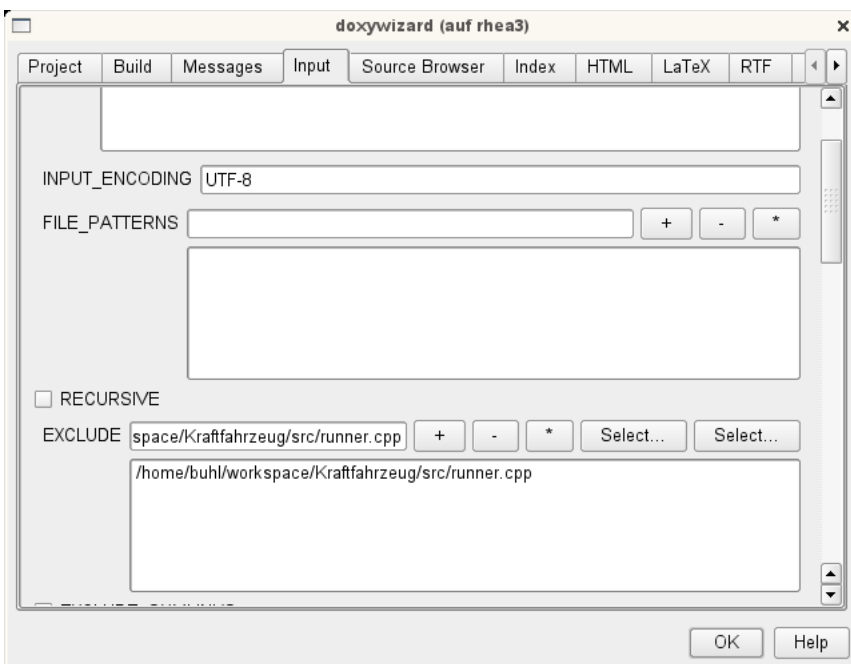 doxywizard (auf rhea3)
Project Build Messages Input Source Browser Index HTML LaTeX RTF
INPUT_ENCODING UTF-8
FILE_PATTERNS + - *
RECURSIVE
EXCLUDE space/Kraftfahrzeug/src/runner.cpp + - * Select... Select...
/home/buhl/workspace/Kraftfahrzeug/src/runner.cpp
OK Help